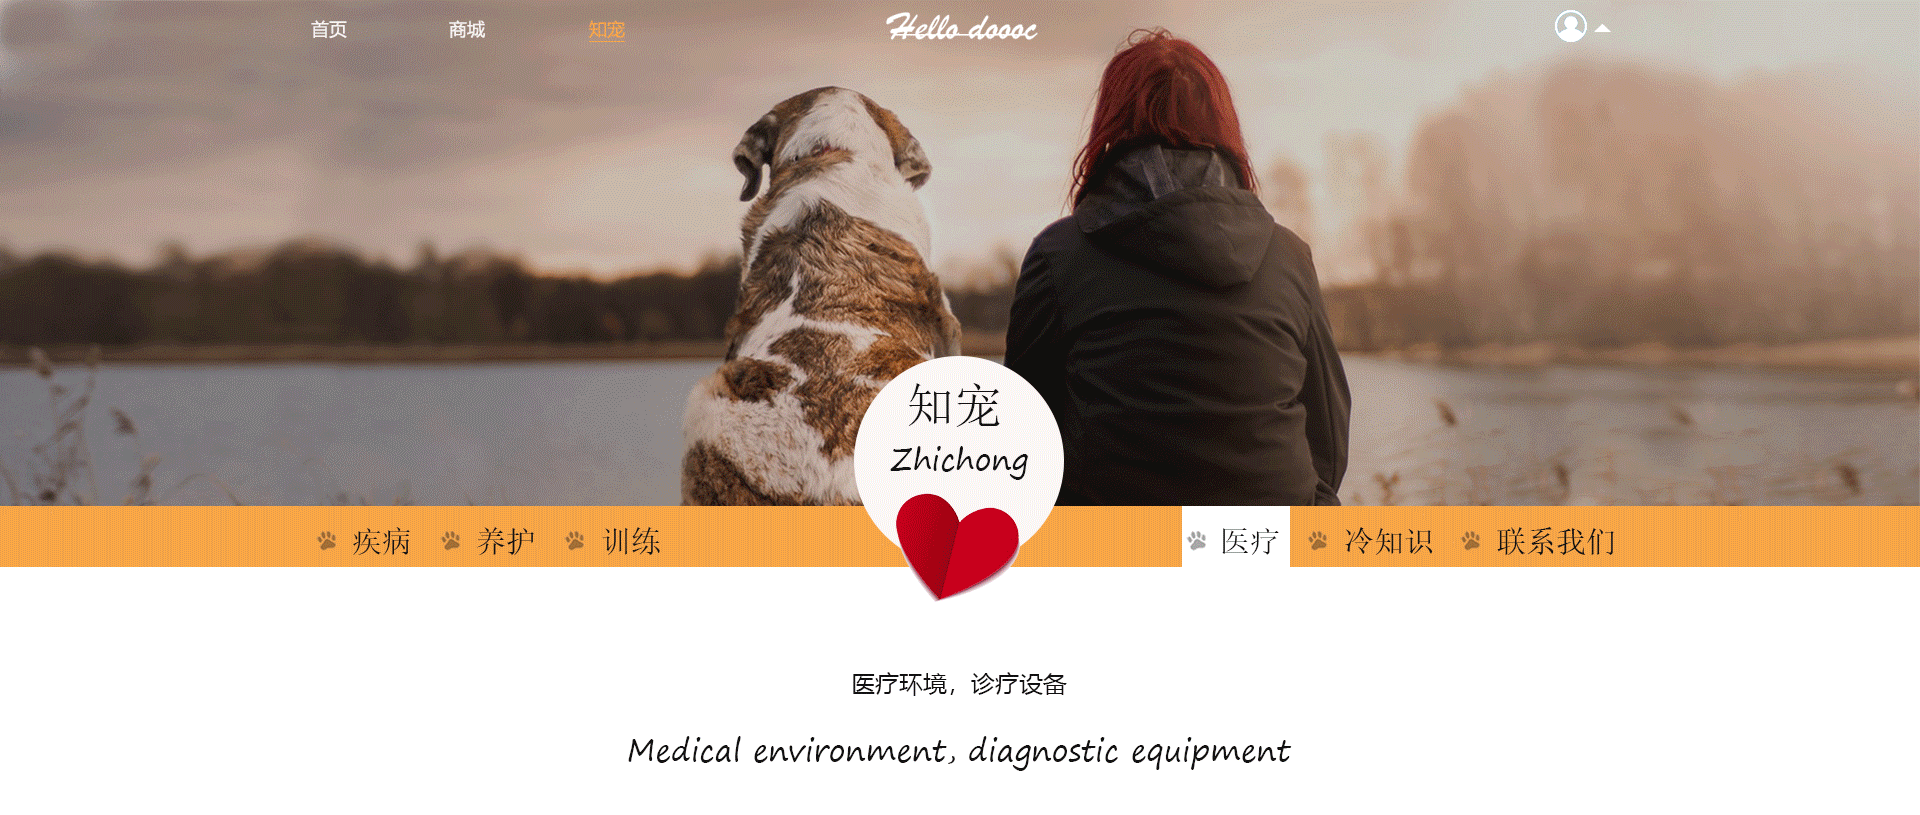 首页 商城 知宠 Hello doooc
知宠
Zhichong
疾病 养护 训练 医疗 冷知识 联系我们
医疗环境，诊疗设备
Medical environment, diagnostic equipment